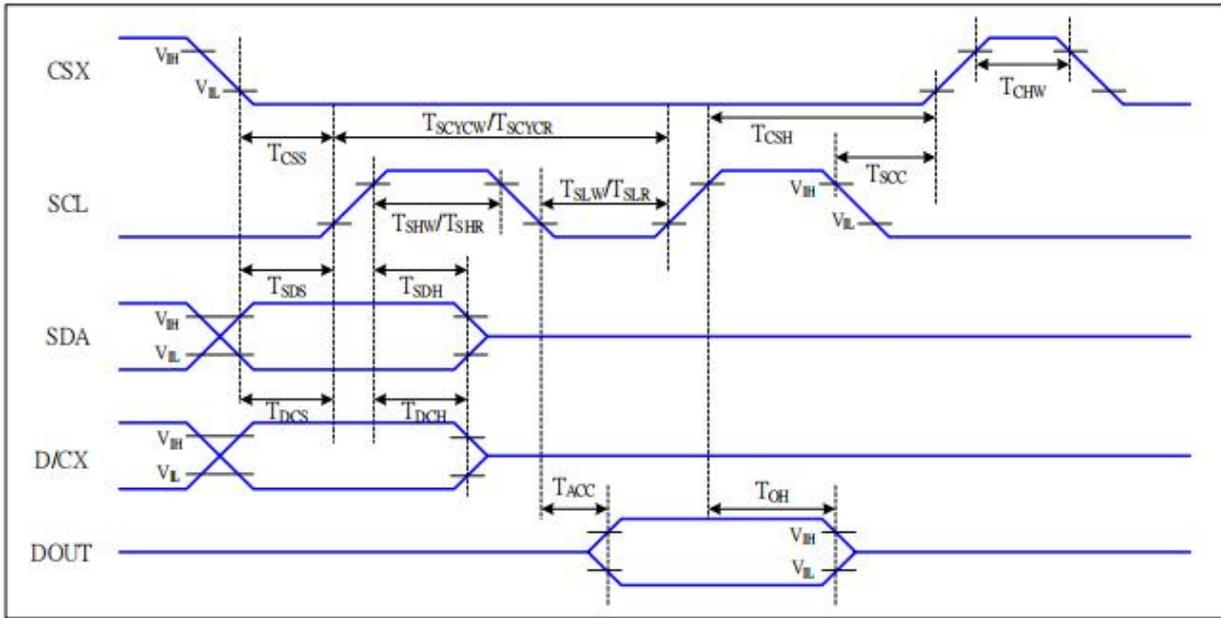 CSX
VIH
VIL
TCHW
TSCYCW/TSCYCR
TCSS
TCSH
TSCC
SCL
TSLW/TSLR
TSHW/TSHR
VIH
VIL
TSDS
TSDH
SDA
VIH
VIL
TDCS
TDCH
D/CX
VIH
VIL
TACC
TOH
DOUT
VIH
VIL